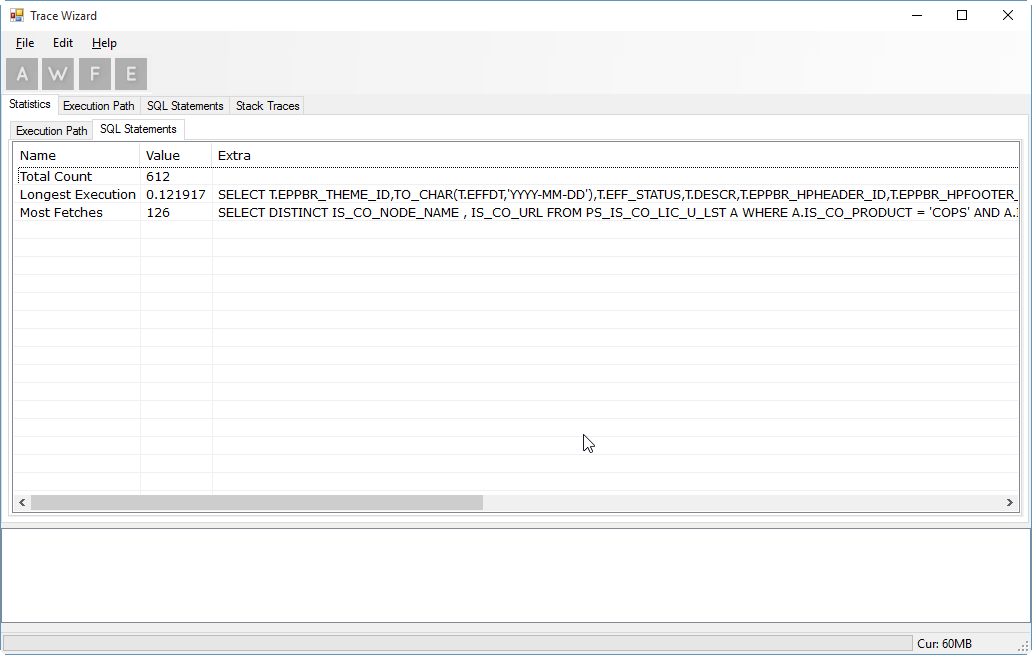 Trace Wizard
File Edit Help
A W F E
Statistics Execution Path SQL Statements Stack Traces
Execution Path SQL Statements
Name Value Extra
Total Count 612
Longest Execution 0.121917 SELECT T.EPPBR_THEME_ID,TO_CHAR(T.EFFDT,'YYYY-MM-DD'),T.EFF_STATUS,T.DESCR,T.EPPBR_HPHEADER_ID,T.EPPBR_HPFOOTER_
Most Fetches 126 SELECT DISTINCT IS_CO_NODE_NAME , IS_CO_URL FROM PS_IS_CO_LIC_U_LST A WHERE A.IS_CO_PRODUCT = 'COPS' AND A.
Cur: 60MB